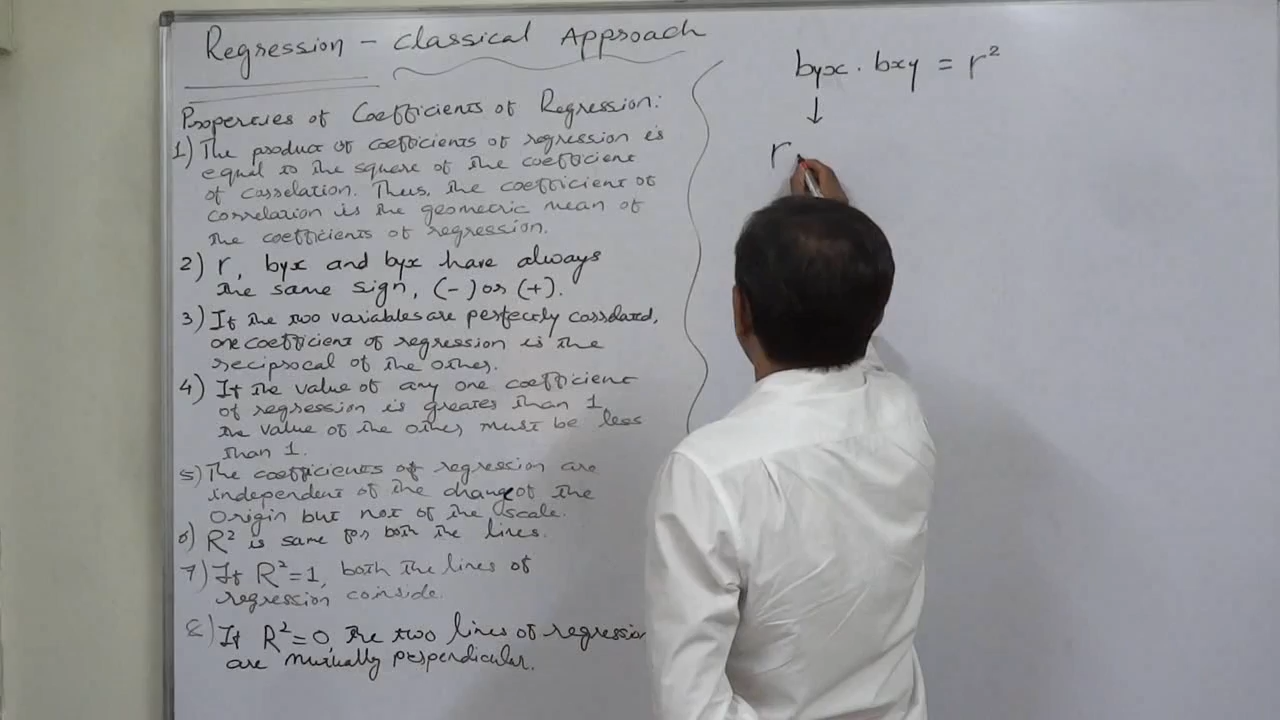 Regression - Classical Approach
Properties of Coefficients of Regression:
1) The product of coefficients of regression is
equal to the square of the coefficient
of correlation. Thus, the coefficient of
correlation is the geometric mean of
the coefficients of regression.
2) r, byx and byx have always
the same sign, (-) or (+).
3) If the two variables are perfectly correlated,
one coefficient of regression is the
reciprocal of the other.
4) If the value of any one coefficient
of regression is greater than 1
the value of the other must be less
than 1.
5) The coefficients of regression are
independent of the change of the
origin but not of the scale.
6) R² is same for both the lines.
7) If R²=1, both the lines of
regression coinside.
8) If R²=0, the two lines of regression
are mutually perpendicular.
byx . bxy = r²
↓
r